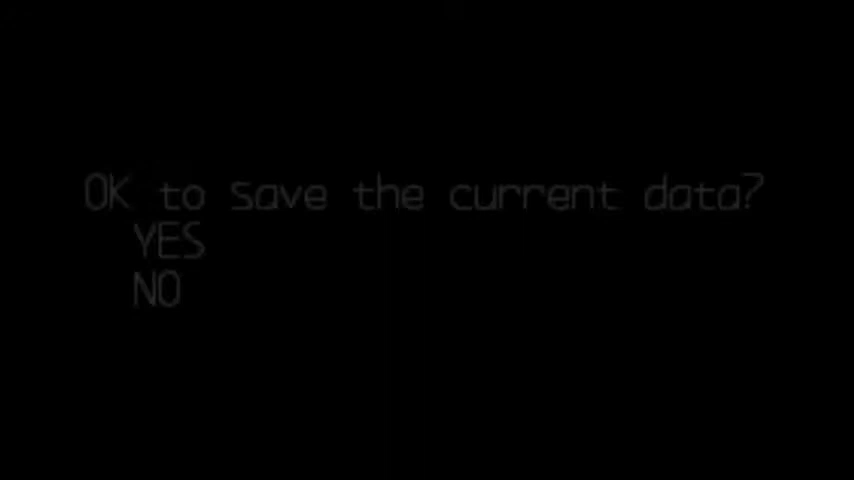 OK to save the current data?
YES
NO